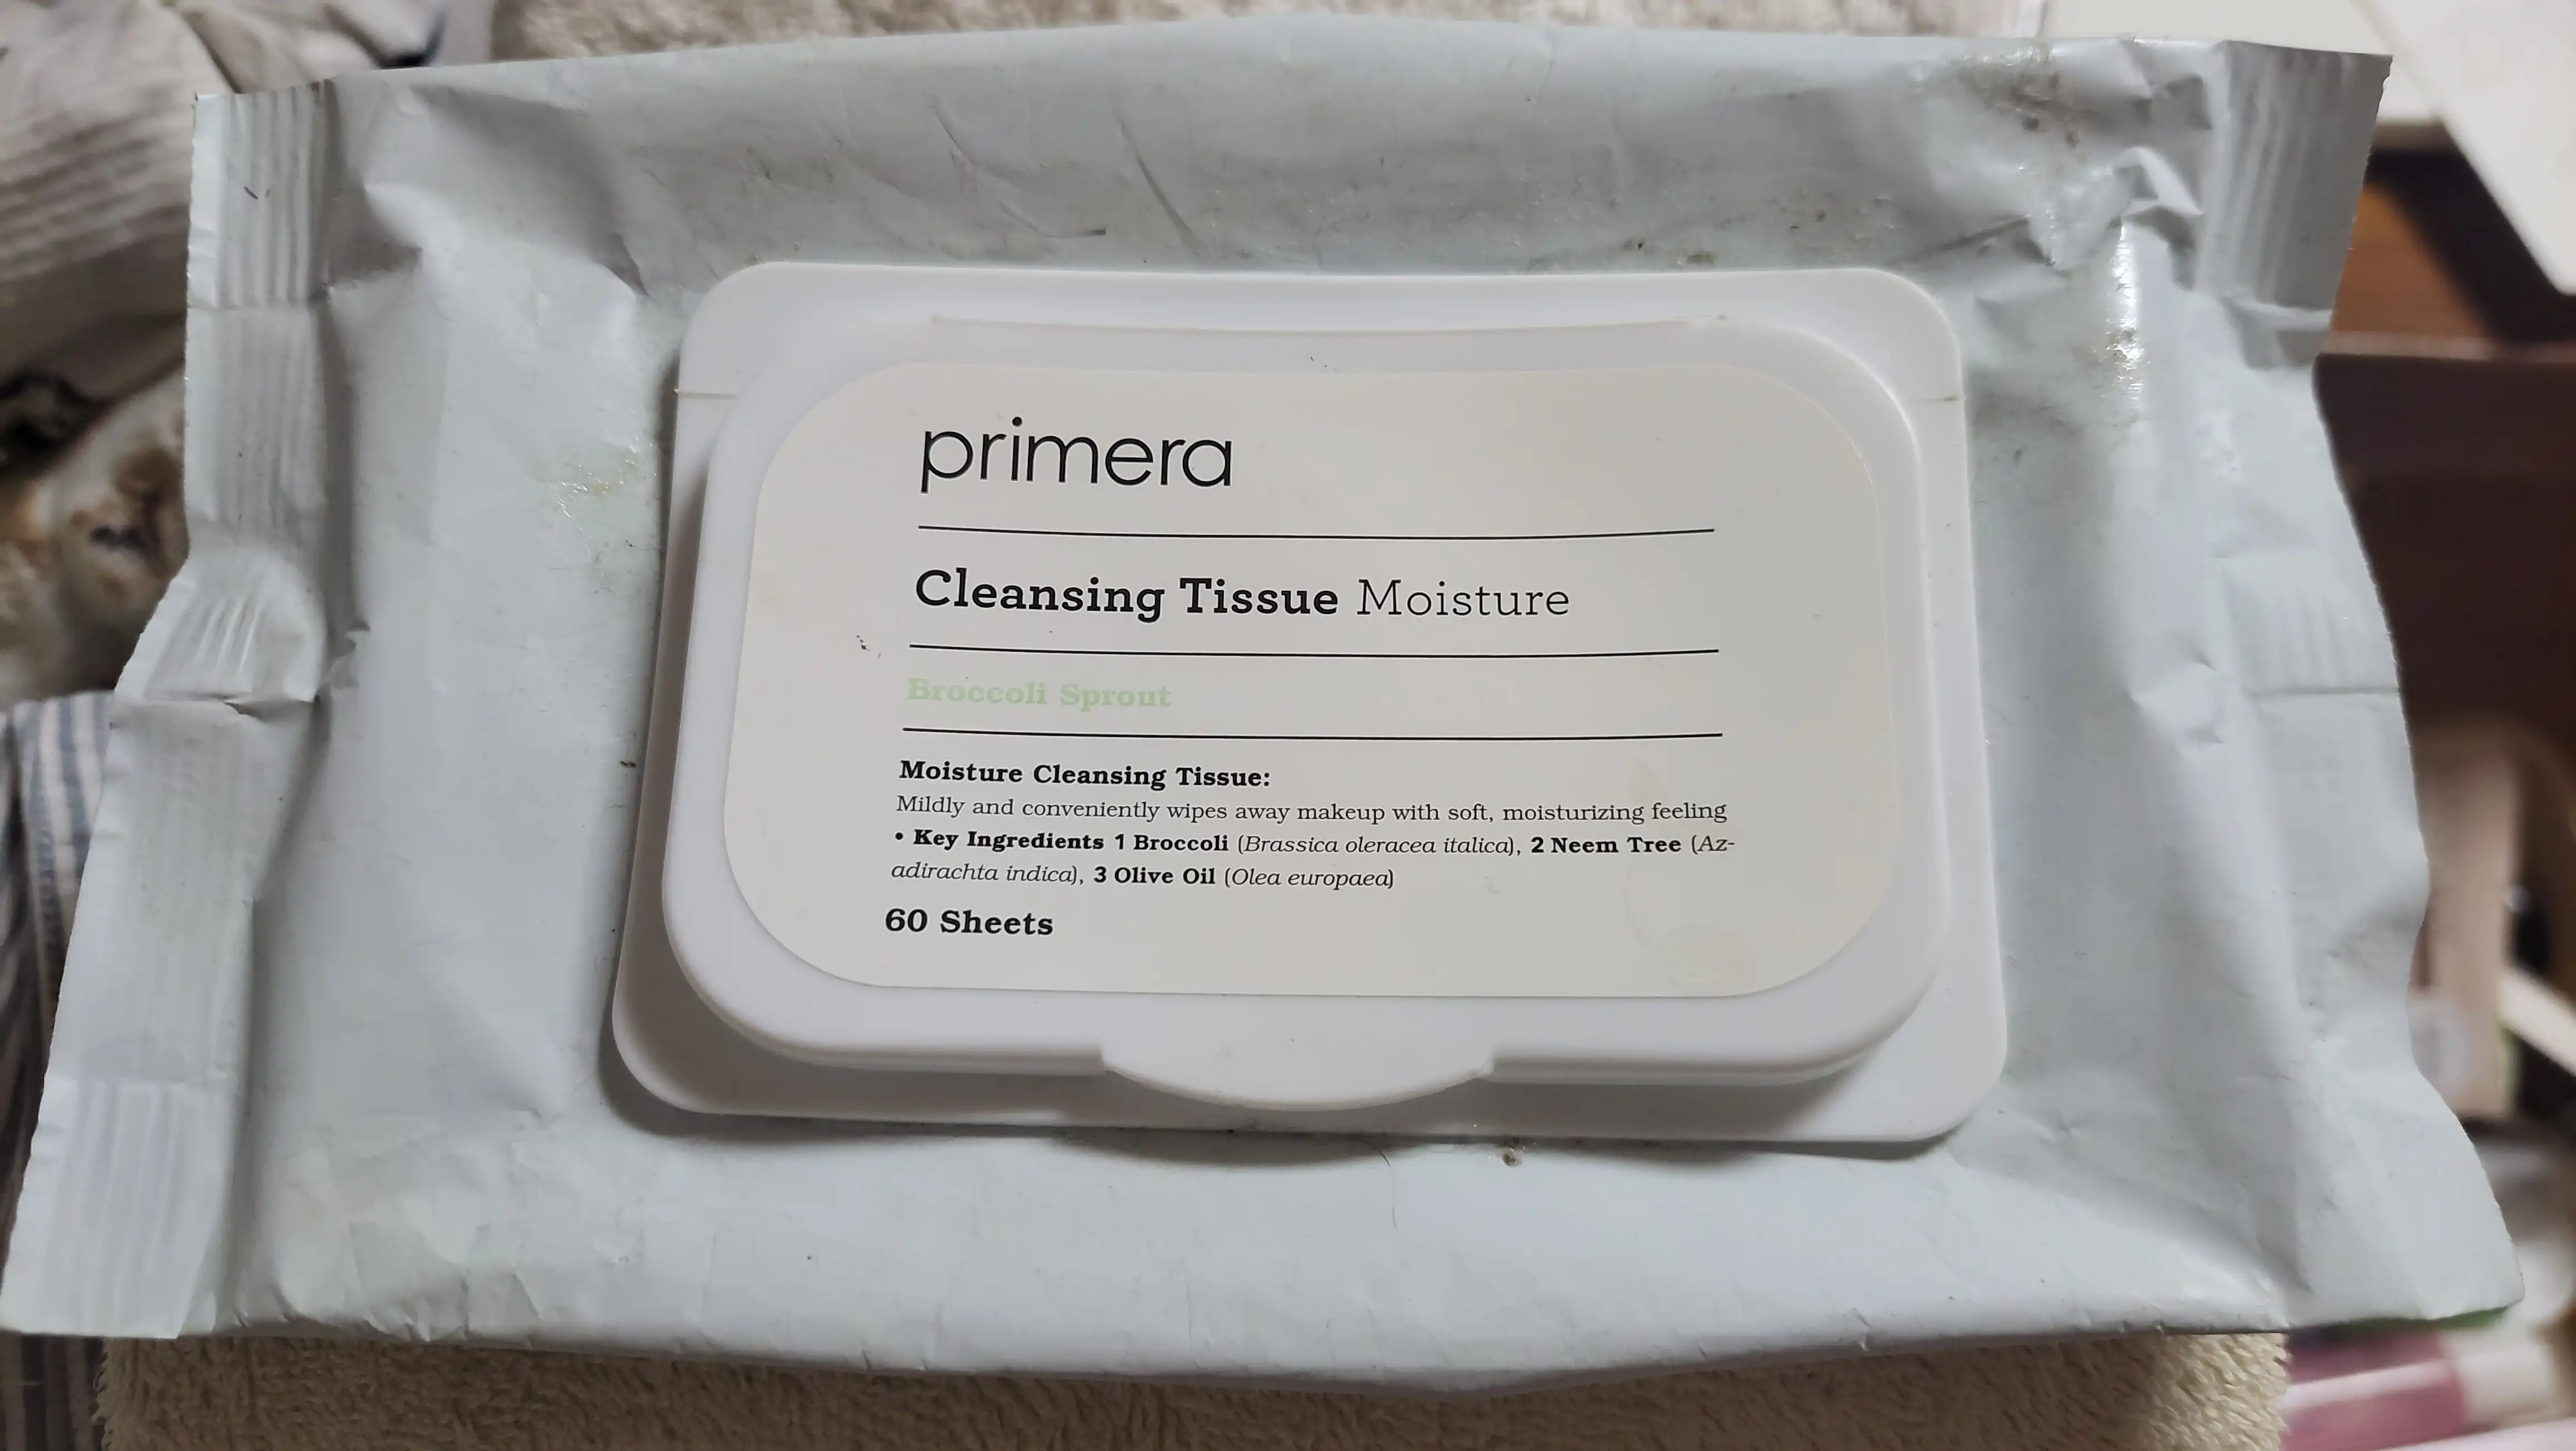 primera
Cleansing Tissue Moisture
Broccoli Sprout
Moisture Cleansing Tissue:
Mildly and conveniently wipes away makeup with soft, moisturizing feeling
• Key Ingredients 1 Broccoli (Brassica oleracea italica), 2 Neem Tree (Az-
adirachta indica), 3 Olive Oil (Olea europaea)
60 Sheets